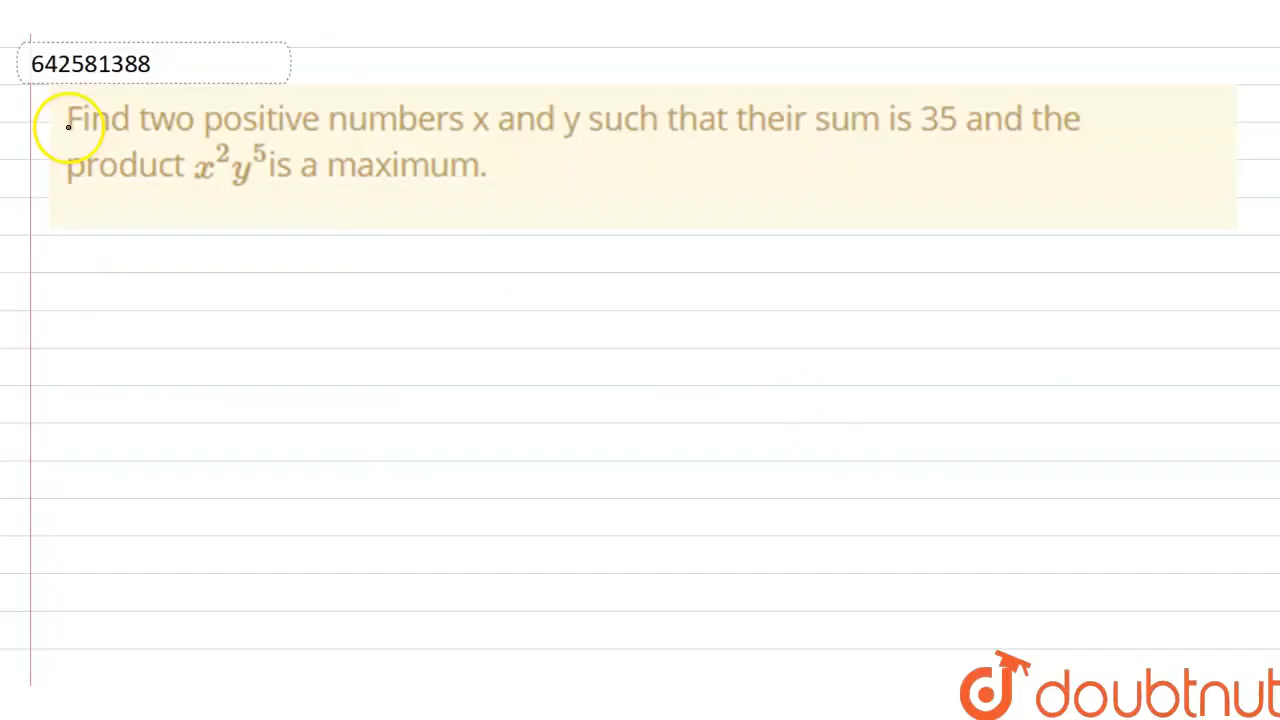 642581388
Find two positive numbers x and y such that their sum is 35 and the
product x²y⁵is a maximum.
doubtnut